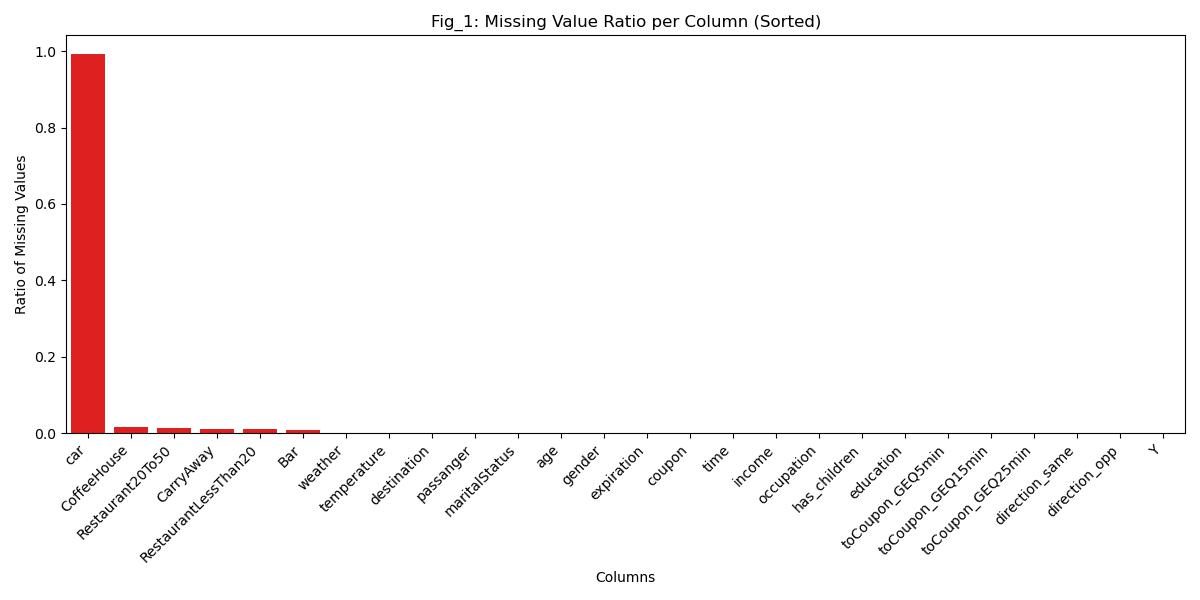 Fig_1: Missing Value Ratio per Column (Sorted)
Ratio of Missing Values
1.0
0.8
0.6
0.4
0.2
0.0
car
CoffeeHouse
Restaurant20To50
CarryAway
RestaurantLessThan20
Bar
weather
temperature
destination
passanger
maritalStatus
age
gender
expiration
coupon
time
income
occupation
has_children
education
toCoupon_GEQ5min
toCoupon_GEQ15min
toCoupon_GEQ25min
direction_same
direction_opp
Y
Columns